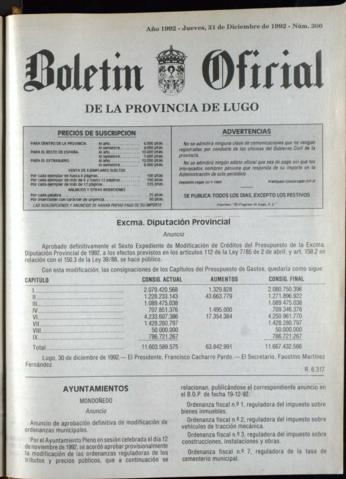 Año 1992 - Jueves, 31 de Diciembre de 1992 - Núm. 300
Boletín Oficial
DE LA PROVINCIA DE LUGO
PRECIOS DE SUSCRIPCION
ADVERTENCIAS
SE PUBLICA TODOS LOS DIAS, EXCEPTO LOS FESTIVOS
Excma. Diputación Provincial
Anuncio
Aprobado definitivamente el Sexto Expediente de Modificación de Créditos del Presupuesto de la Excma.
Diputación Provincial de 1992, a los efectos previstos en los artículos 112 de la Ley 7/85 de 2 de abril, y art. 158.2 en
relación con el 150.3 de la Ley 39/88, se hace público.
Con esta modificación, las consignaciones de los Capítulos del Presupuesto de Gastos, quedaría como sigue:
CAPITULO CONSIG. ACTUAL AUMENTOS CONSIG. FINAL
I 2.079.420.568 1.329.828 2.080.750.396
II 1.228.233.143 43.663.779 1.271.896.922
III 1.089.475.038 1.089.475.038
IV 707.851.376 1.495.000 709.346.376
VI 4.233.607.386 17.354.384 4.250.961.770
VII 1.428.280.797 1.428.280.797
VIII 50.000.000 50.000.000
IX 786.721.267 786.721.267
Total 11.603.589.575 63.842.991 11.667.432.566
Lugo, 30 de diciembre de 1992.— El Presidente, Francisco Cacharro Pardo.— El Secretario, Faustino Martínez
Fernández.
R. 6.317
AYUNTAMIENTOS
MONDOÑEDO
Anuncio
Anuncio de aprobación definitiva de modificación de
ordenanzas municipales.
Por el Ayuntamiento Pleno en sesión celebrada el día 12
de noviembre de 1992, se acordó aprobar provisionalmente
la modificación de las ordenanzas reguladoras de los
tributos y precios públicos, que a continuación se
relacionan, publicándose el correspondiente anuncio en
el B.O.P. de fecha 19-12-92:
Ordenanza fiscal n.º 1, reguladora del impuesto sobre
bienes inmuebles.
Ordenanza fiscal n.º 2, reguladora del impuesto sobre
vehículos de tracción mecánica.
Ordenanza fiscal n.º 3, reguladora del impuesto sobre
construcciones, instalaciones y obras.
Ordenanza fiscal n.º 7, reguladora de la tasa de
cementerio municipal.